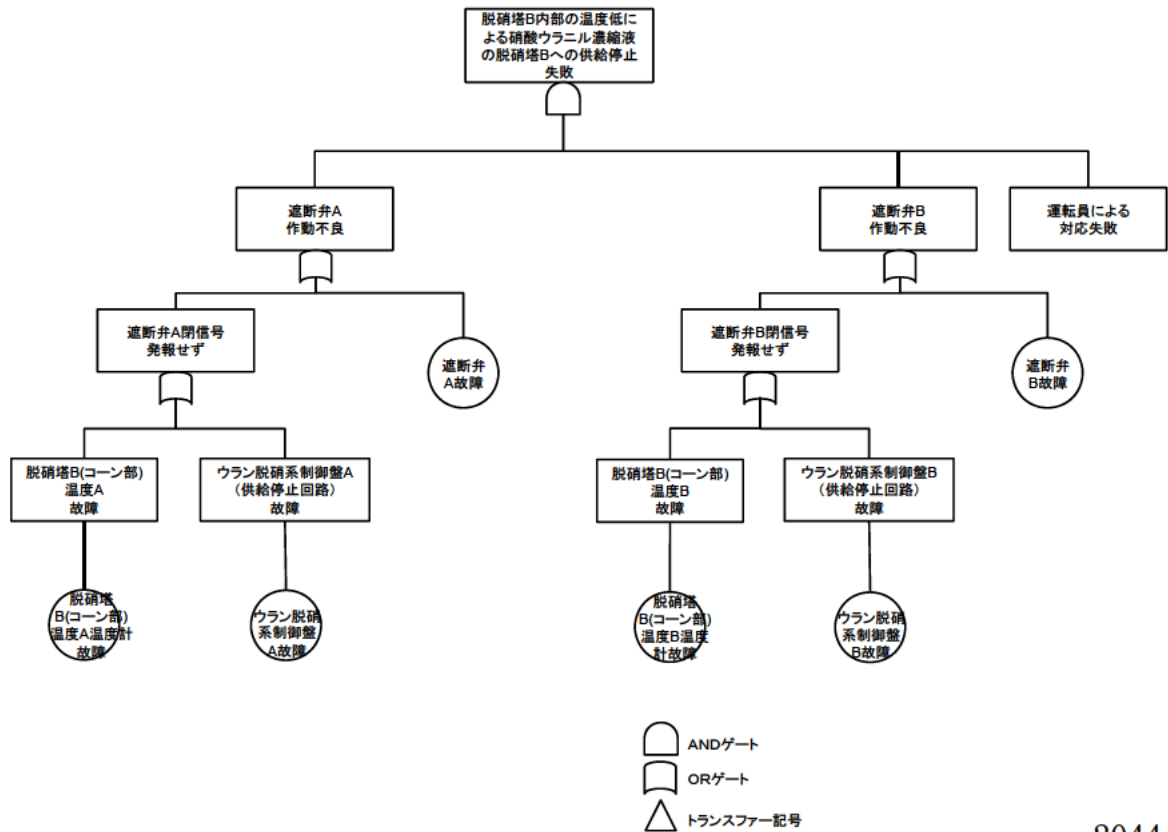 脱硝塔B内部の温度低に
よる硝酸ウラニル濃縮液
の脱硝塔Bへの供給停止
失敗
遮断弁A
作動不良
遮断弁B
作動不良
運転員による
対応失敗
遮断弁A閉信号
発報せず
遮断弁
A故障
遮断弁B閉信号
発報せず
遮断弁
B故障
脱硝塔B(コーン部)
温度A
故障
ウラン脱硝系制御盤A
（供給停止回路）
故障
脱硝塔B(コーン部)
温度B
故障
ウラン脱硝系制御盤B
（供給停止回路）
故障
脱硝塔
B(コーン部)
温度A温度計
故障
ウラン脱硝
系制御盤
A故障
脱硝塔
B(コーン部)
温度B温度
計故障
ウラン脱硝
系制御盤
B故障
ANDゲート
ORゲート
トランスファー記号